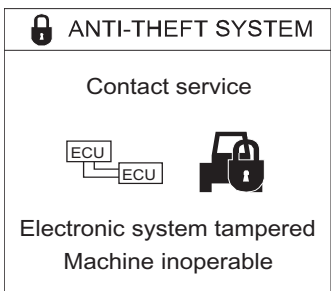 ANTI-THEFT SYSTEM
Contact service
ECU
ECU
Electronic system tampered
Machine inoperable